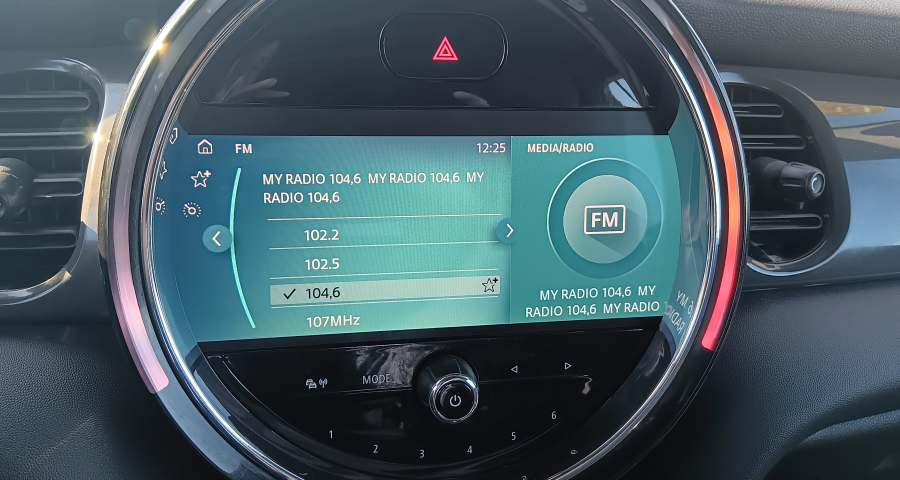 FM
12:25
MEDIA/RADIO
MY RADIO 104,6 MY RADIO 104,6 MY
RADIO 104,6
102.2
102.5
104,6
107MHz
FM
MY RADIO 104,6 MY
RADIO 104,6 MY RADIO
MODE
1
2
3
4
5
6